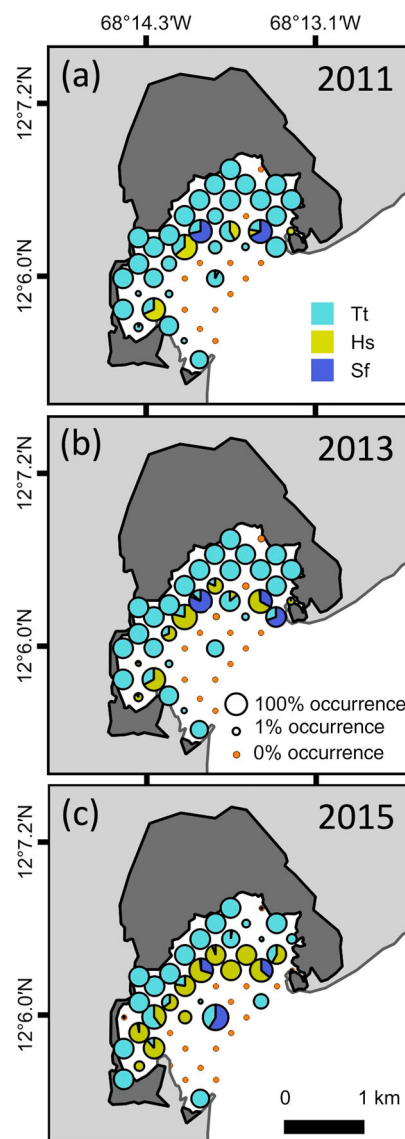 68°14.3'W 68°13.1'W
(a) 2011
12°7.2'N
12°6.0'N
Tt
Hs
Sf
(b) 2013
12°7.2'N
12°6.0'N
100% occurrence
1% occurrence
0% occurrence
(c) 2015
12°7.2'N
12°6.0'N
0 1 km